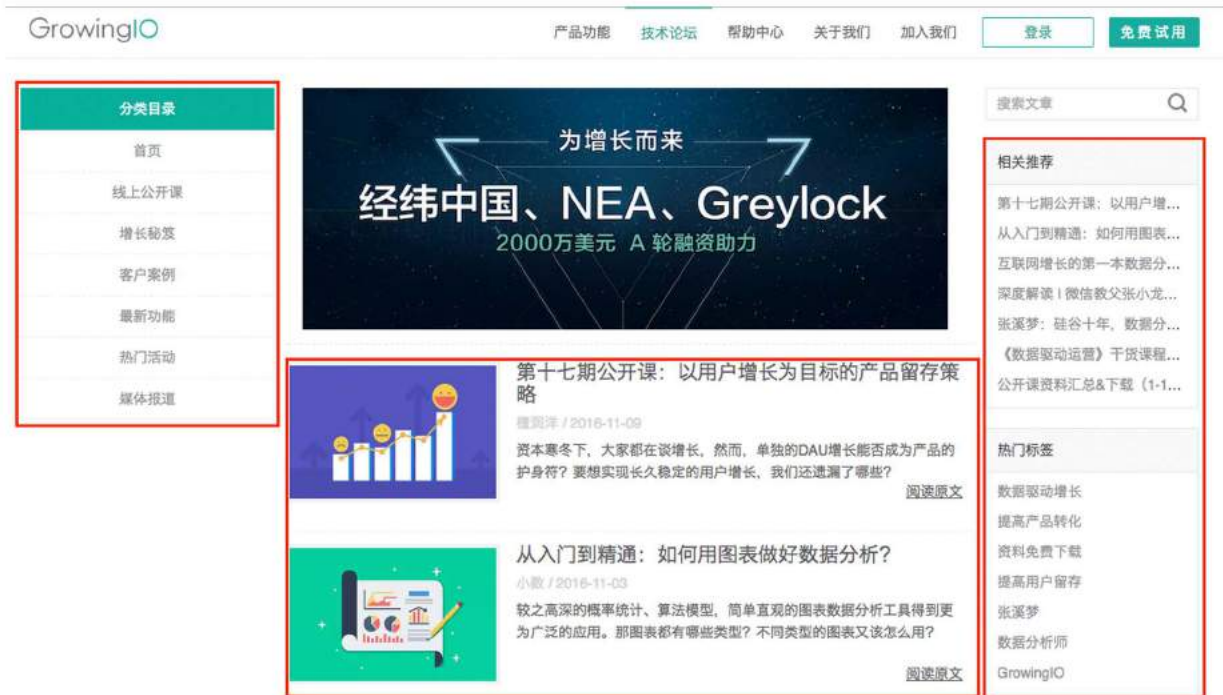 GrowingIO
产品功能
技术论坛
帮助中心
关于我们
加入我们
登录
免费试用
分类目录
首页
线上公开课
增长秘笈
客户案例
最新功能
热门活动
媒体报道
为增长而来
经纬中国、NEA、Greylock
2000万美元 A 轮融资助力
第十七期公开课：以用户增长为目标的产品留存策
略
檀润洋 / 2016-11-09
资本寒冬下，大家都在谈增长，然而，单独的DAU增长能否成为产品的
护身符？要想实现长久稳定的用户增长，我们还遗漏了哪些？
阅读原文
从入门到精通：如何用图表做好数据分析？
小数 / 2016-11-03
较之高深的概率统计、算法模型，简单直观的图表数据分析工具得到更
为广泛的应用。那图表都有哪些类型？不同类型的图表又该怎么用？
阅读原文
搜索文章
相关推荐
第十七期公开课：以用户增...
从入门到精通：如何用图表...
互联网增长的第一本数据分...
深度解读 | 微信教父张小龙...
张溪梦：硅谷十年，数据分...
《数据驱动运营》干货课程...
公开课资料汇总&下载（1-1...
热门标签
数据驱动增长
提高产品转化
资料免费下载
提高用户留存
张溪梦
数据分析师
GrowingIO